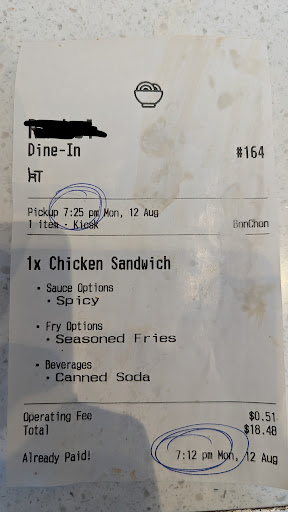 Dine-In #164
HT
Pickup 7:25 pm Mon, 12 Aug
1 item · Kiosk BonChon
1x Chicken Sandwich
• Sauce Options
• Spicy
• Fry Options
• Seasoned Fries
• Beverages
• Canned Soda
Operating Fee $0.51
Total $18.48
Already Paid! 7:12 pm Mon, 12 Aug